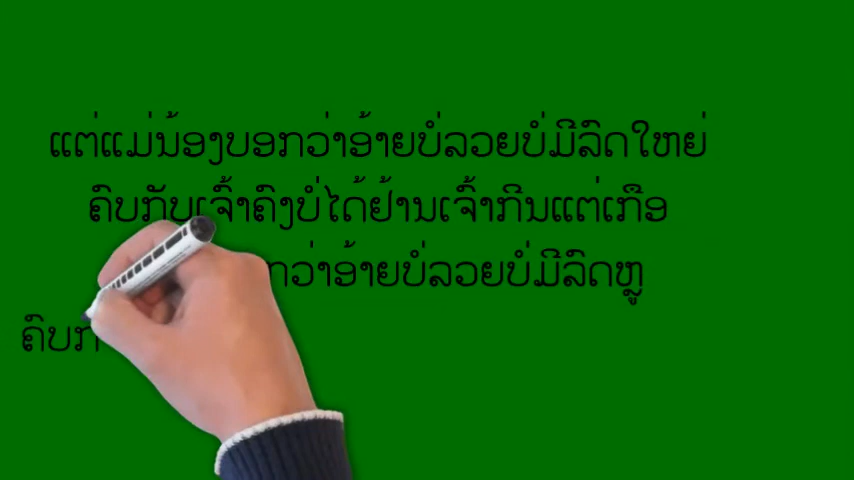 ແຕ່ແມ່ນ້ອງບອກວ່າອ້າຍບໍ່ລວຍບໍ່ມີລົດໃຫຍ່
ຄົບກັບເຈົ້າຄົງບໍ່ໄດ້ຢ້ານເຈົ້າກີນແຕ່ເກືອ
ກວ່າອ້າຍບໍ່ລວຍບໍ່ມີລົດຫຼູ
ຄົບກ